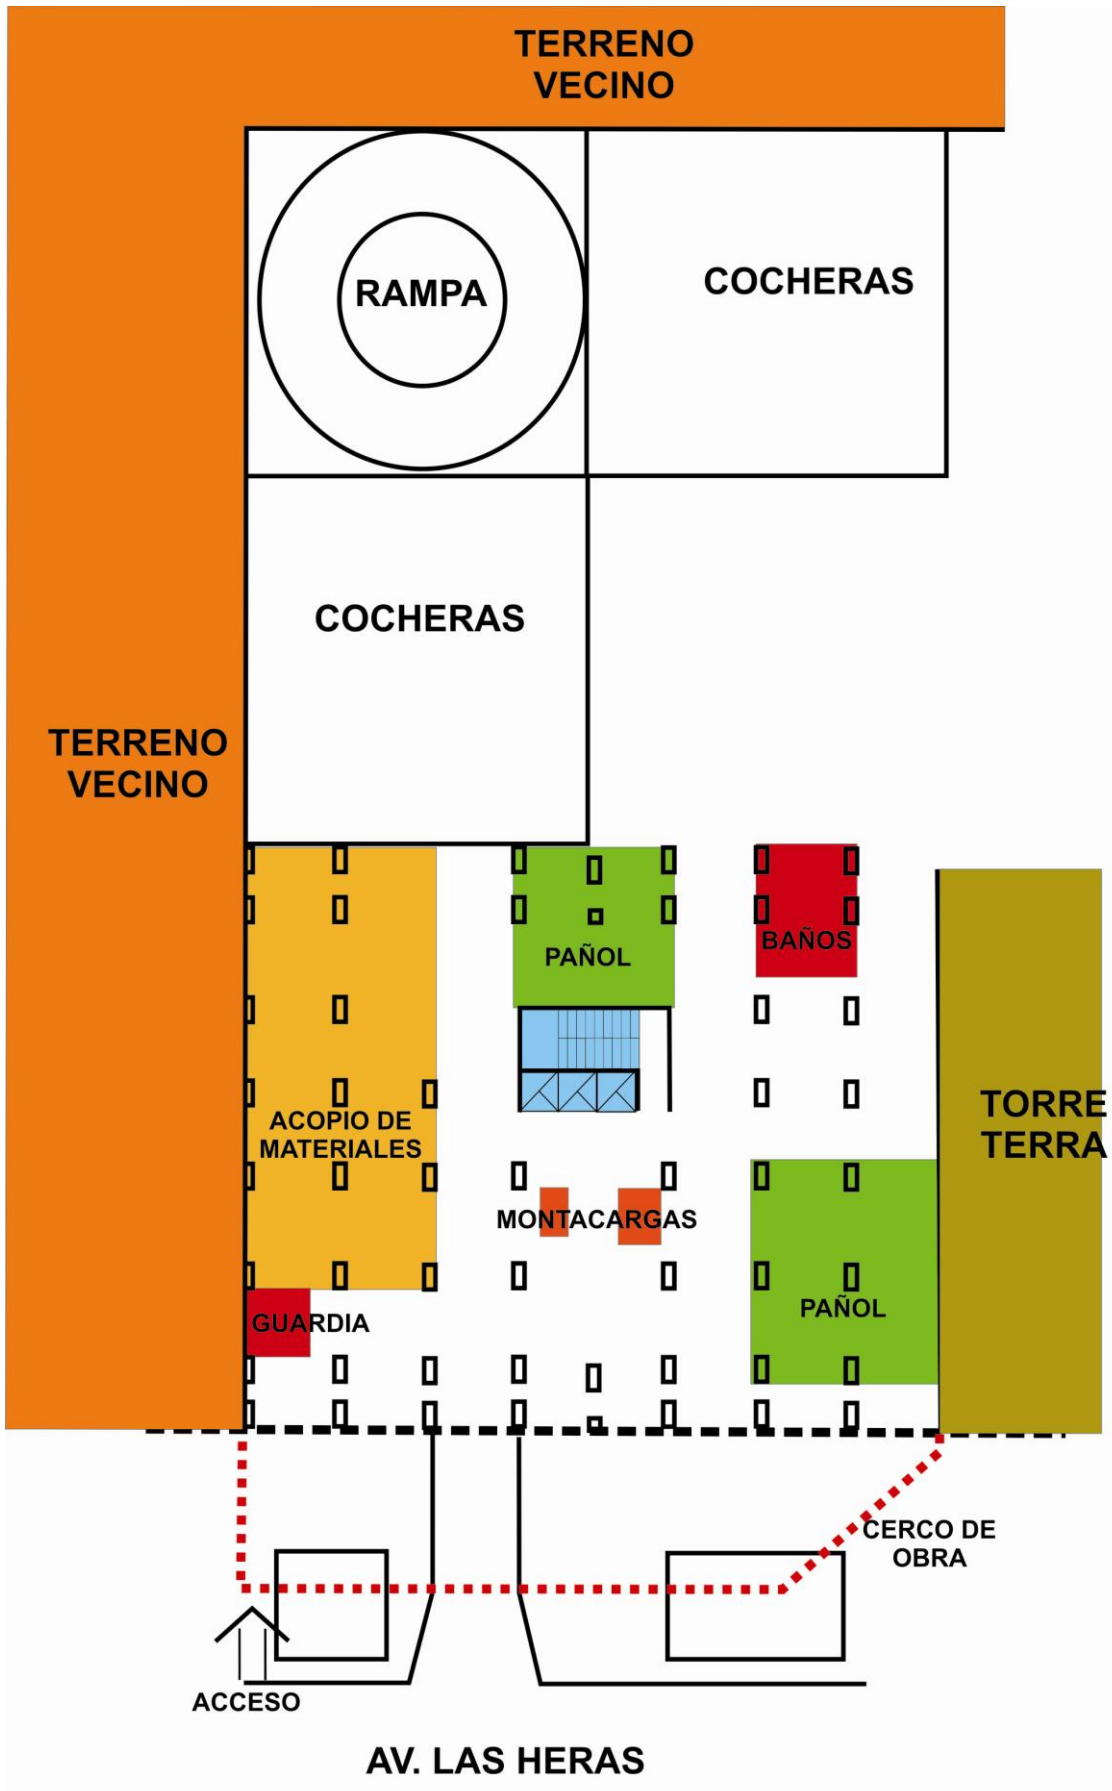 TERRENO
VECINO
RAMPA
COCHERAS
COCHERAS
TERRENO
VECINO
PAÑOL
BAÑOS
ACOPIO DE
MATERIALES
TORRE
TERRA
MONTACARGAS
PAÑOL
GUARDIA
CERCO DE
OBRA
ACCESO
AV. LAS HERAS